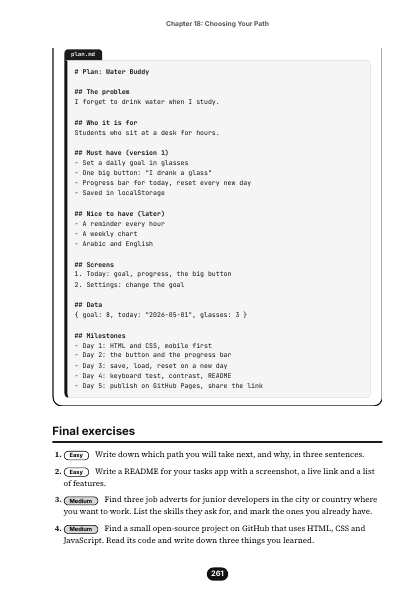 Chapter 18: Choosing Your Path
plan.md
# Plan: Water Buddy
## The problem
I forget to drink water when I study.
## Who it is for
Students who sit at a desk for hours.
## Must have (version 1)
- Set a daily goal in glasses
- One big button: "I drank a glass"
- Progress bar for today, reset every new day
- Saved in localStorage
## Nice to have (later)
- A reminder every hour
- A weekly chart
- Arabic and English
## Screens
1. Today: goal, progress, the big button
2. Settings: change the goal
## Data
{ goal: 8, today: "2026-05-01", glasses: 3 }
## Milestones
- Day 1: HTML and CSS, mobile first
- Day 2: the button and the progress bar
- Day 3: save, load, reset on a new day
- Day 4: keyboard test, contrast, README
- Day 5: publish on GitHub Pages, share the link
Final exercises
1. Easy Write down which path you will take next, and why, in three sentences.
2. Easy Write a README for your tasks app with a screenshot, a live link and a list
of features.
3. Medium Find three job adverts for junior developers in the city or country where
you want to work. List the skills they ask for, and mark the ones you already have.
4. Medium Find a small open-source project on GitHub that uses HTML, CSS and
JavaScript. Read its code and write down three things you learned.
261